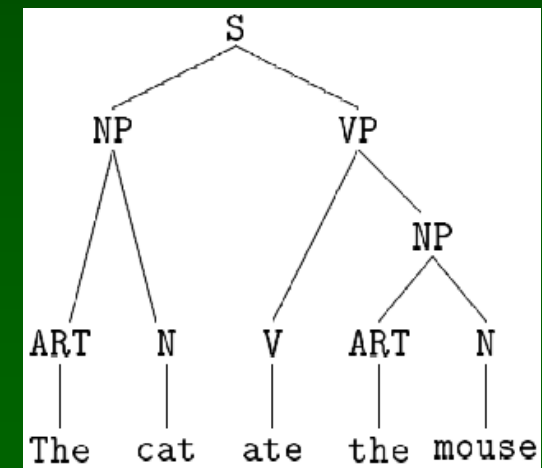 S
NP VP
NP
ART N V ART N
The cat ate the mouse